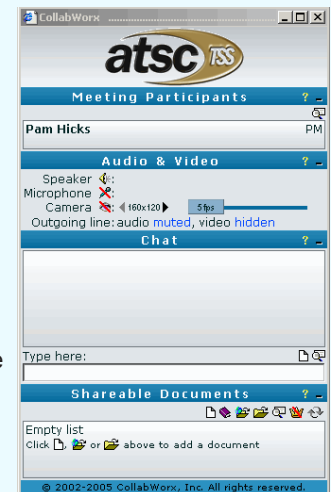 CollabWorx
atsc TSS
Meeting Participants ? -
Pam Hicks PM
Audio & Video ? -
Speaker :
Microphone :
Camera : 160x120 5 fps
Outgoing line: audio muted, video hidden
Chat ? -
e
Type here:
Shareable Documents ? -
Empty list
Click , or above to add a document
© 2002-2005 CollabWorx, Inc. All rights reserved.